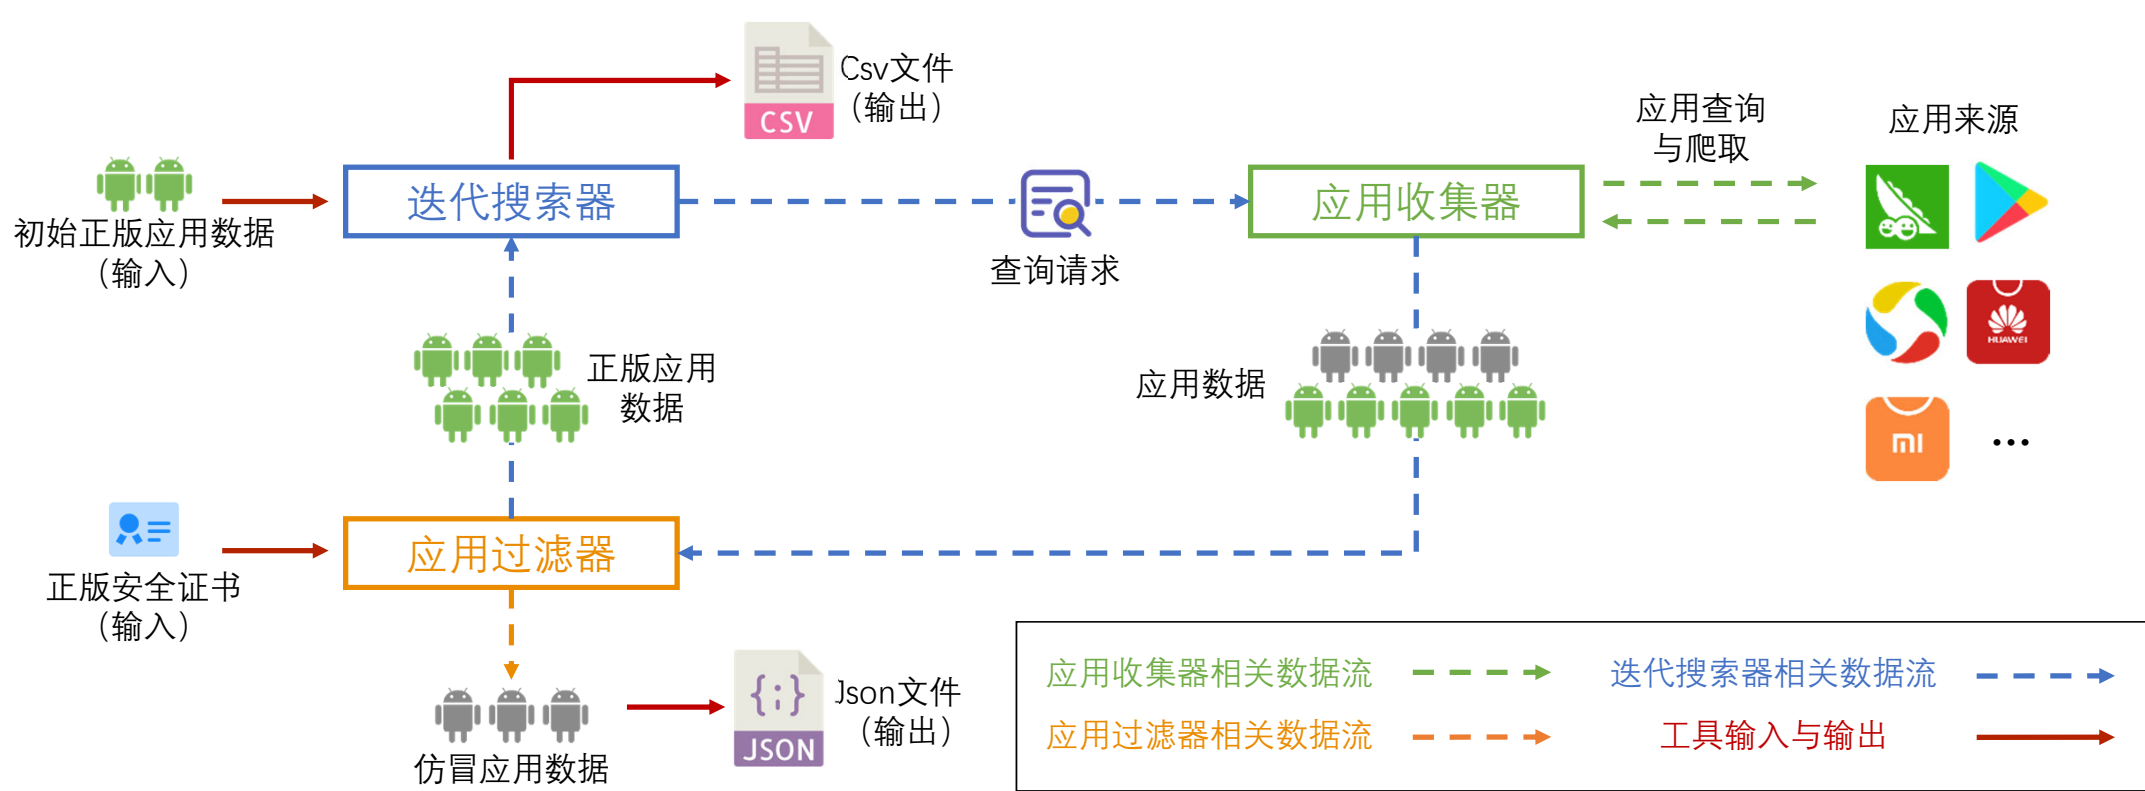 Csv文件
（输出）
CSV
应用查询
与爬取
应用来源
迭代搜索器
应用收集器
初始正版应用数据
（输入）
查询请求
HUAWEI
正版应用
数据
应用数据
mi
...
应用过滤器
正版安全证书
（输入）
{;}
JSON
Json文件
（输出）
仿冒应用数据
应用收集器相关数据流
迭代搜索器相关数据流
应用过滤器相关数据流
工具输入与输出